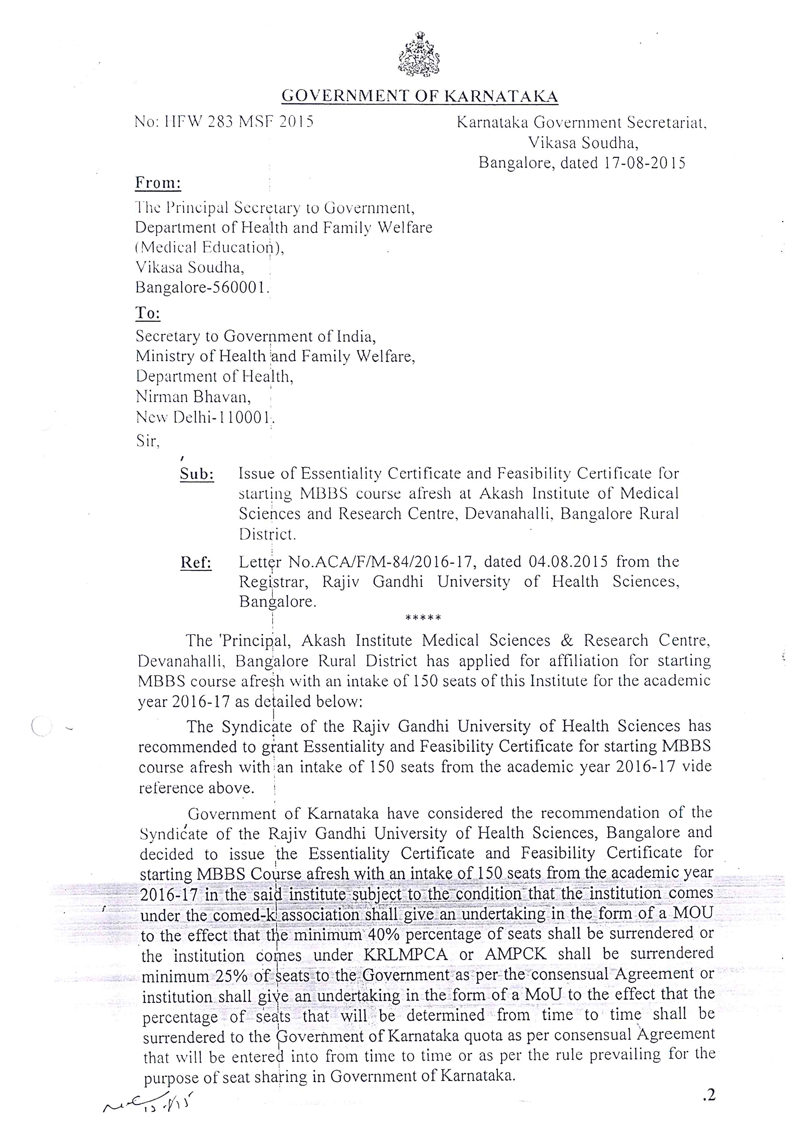 GOVERNMENT OF KARNATAKA
No: HFW 283 MSF 2015
Karnataka Government Secretariat,
Vikasa Soudha,
Bangalore, dated 17-08-2015
From:
The Principal Secretary to Government,
Department of Health and Family Welfare
(Medical Education),
Vikasa Soudha,
Bangalore-560001.
To:
Secretary to Government of India,
Ministry of Health and Family Welfare,
Department of Health,
Nirman Bhavan,
New Delhi-110001.
Sir,
Sub: Issue of Essentiality Certificate and Feasibility Certificate for
starting MBBS course afresh at Akash Institute of Medical
Sciences and Research Centre, Devanahalli, Bangalore Rural
District.
Ref: Letter No.ACA/F/M-84/2016-17, dated 04.08.2015 from the
Registrar, Rajiv Gandhi University of Health Sciences,
Bangalore.
*****
The 'Principal, Akash Institute Medical Sciences & Research Centre,
Devanahalli, Bangalore Rural District has applied for affiliation for starting
MBBS course afresh with an intake of 150 seats of this Institute for the academic
year 2016-17 as detailed below:
The Syndicate of the Rajiv Gandhi University of Health Sciences has
recommended to grant Essentiality and Feasibility Certificate for starting MBBS
course afresh with an intake of 150 seats from the academic year 2016-17 vide
reference above.
Government of Karnataka have considered the recommendation of the
Syndicate of the Rajiv Gandhi University of Health Sciences, Bangalore and
decided to issue the Essentiality Certificate and Feasibility Certificate for
starting MBBS Course afresh with an intake of 150 seats from the academic year
2016-17 in the said institute subject to the condition that the institution comes
under the comed-k association shall give an undertaking in the form of a MOU
to the effect that the minimum 40% percentage of seats shall be surrendered or
the institution comes under KRLMPCA or AMPCK shall be surrendered
minimum 25% of seats to the Government as per the consensual Agreement or
institution shall give an undertaking in the form of a MoU to the effect that the
percentage of seats that will be determined from time to time shall be
surrendered to the Government of Karnataka quota as per consensual Agreement
that will be entered into from time to time or as per the rule prevailing for the
purpose of seat sharing in Government of Karnataka.
.2